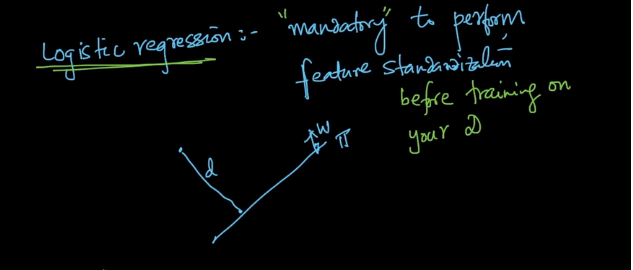 Logistic regression :- "mandatory" to perform
feature standardization
before training on
your D
d
W
π